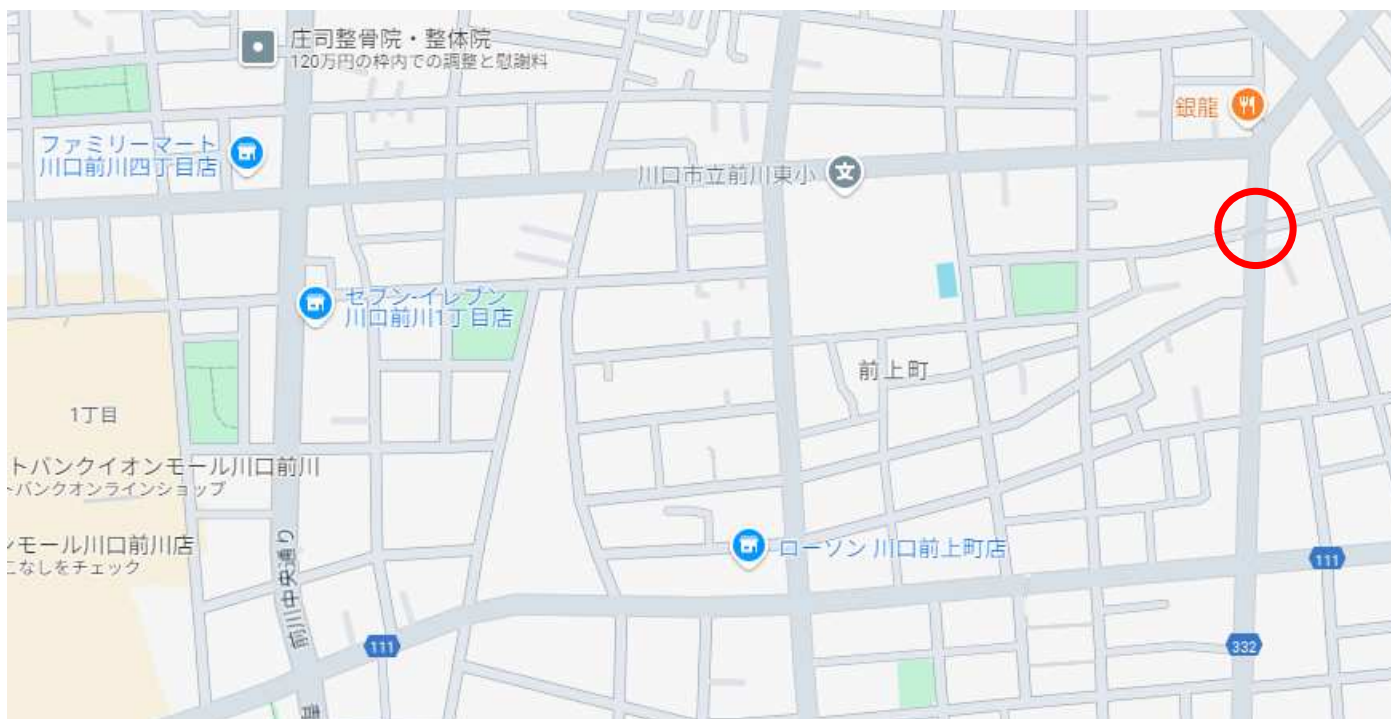 庄司整骨院・整体院
120万円の枠内での調整と慰謝料
銀龍
ファミリーマート
川口前川四丁目店
川口市立前川東小
文
セブン-イレブン
川口前川1丁目店
前上町
1丁目
トバンクイオンモール川口前川
トバンクオンラインショップ
ンモール川口前川店
こなしをチェック
ローソン 川口前上町店
前川中央通り
111
111
332